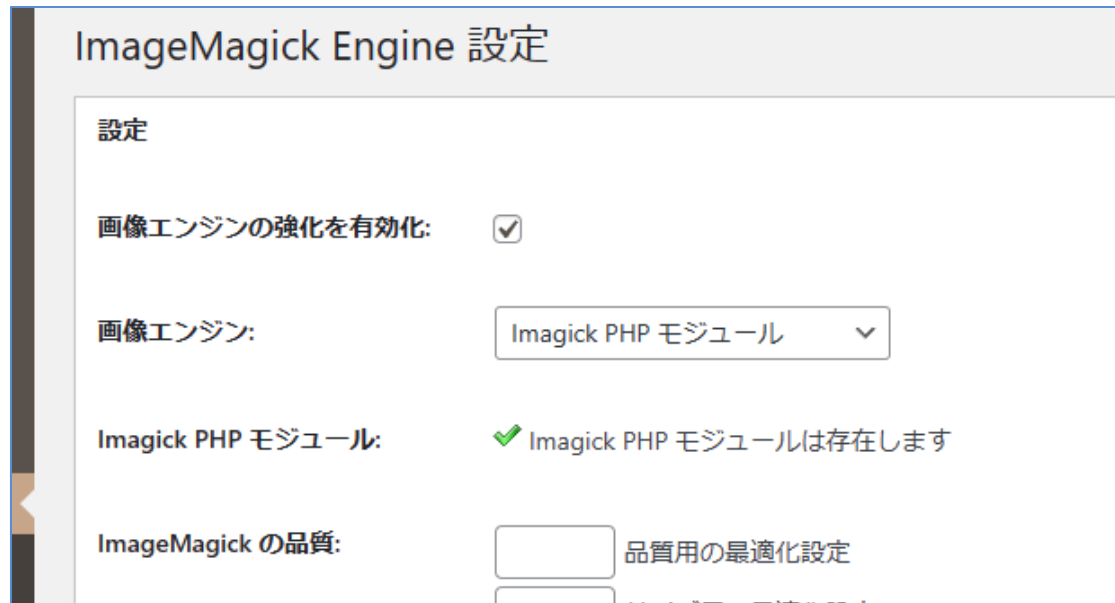 ImageMagick Engine 設定
設定
画像エンジンの強化を有効化:
画像エンジン: Imagick PHP モジュール
Imagick PHP モジュール: Imagick PHP モジュールは存在します
ImageMagick の品質: 品質用の最適化設定